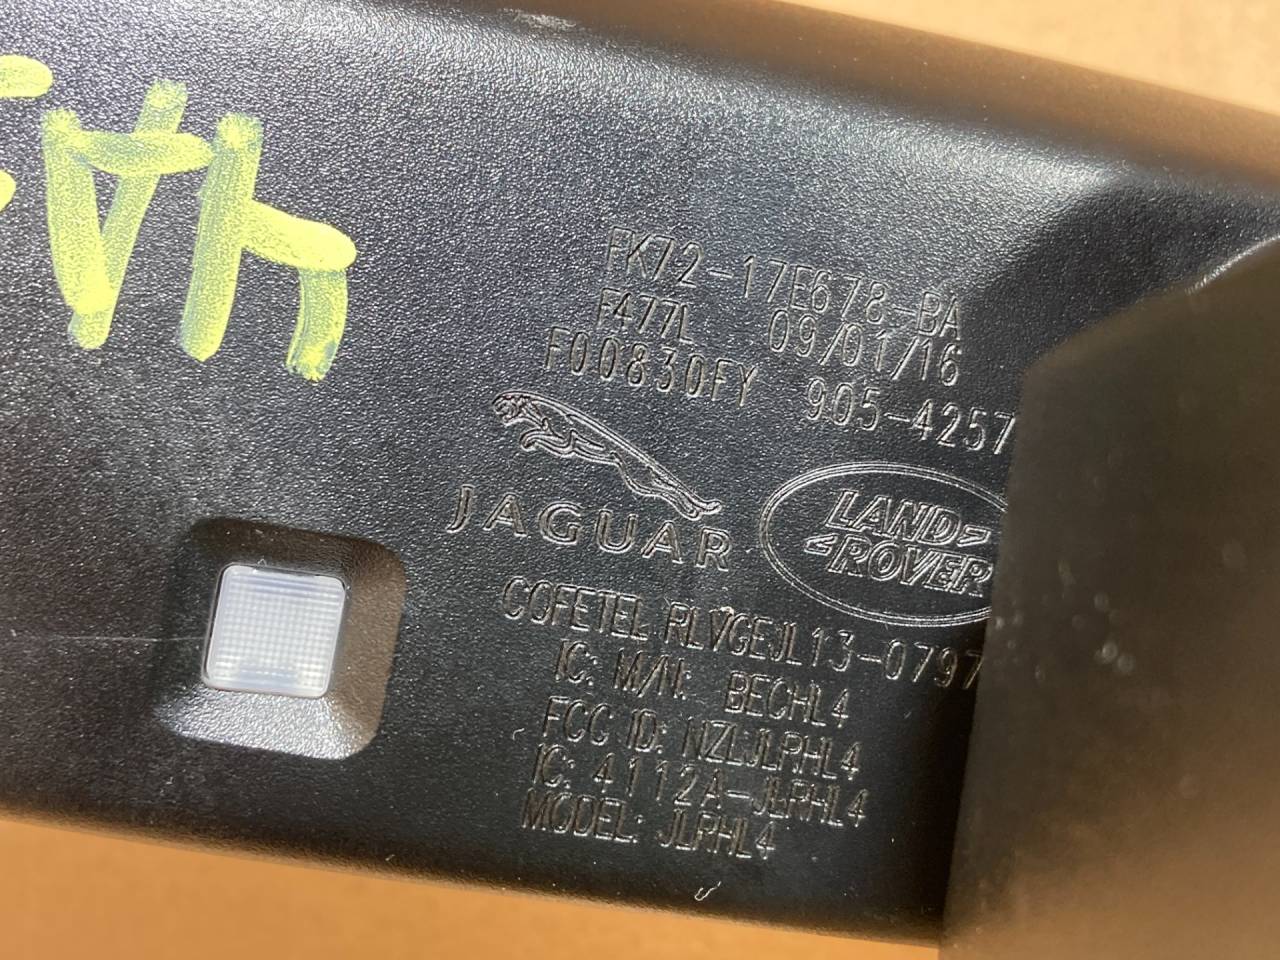 FK72-17E678-BA
F477L 09/01/16
F00830FY 905-4257
JAGUAR
LAND
ROVER
COFETEL RLVGEJL13-0797
IC: M/N: BECHL4
FCC ID: NZLJLRHL4
IC: 4112A-JLRHL4
MODEL: JLRHL4